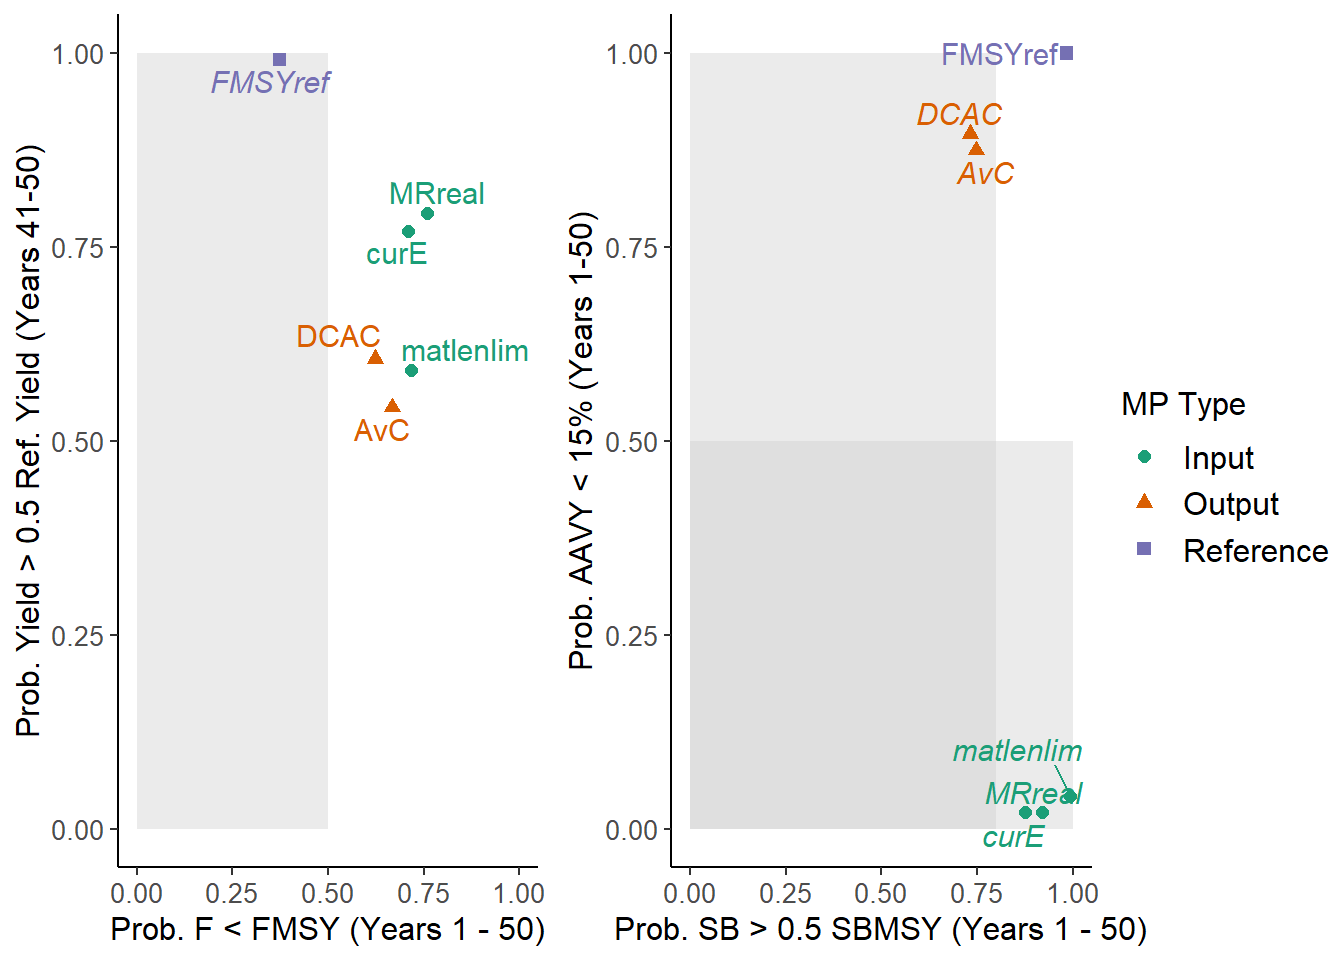 Prob. Yield > 0.5 Ref. Yield (Years 41-50)
1.00
0.75
0.50
0.25
0.00
FMSYref
MRreal
curE
DCAC
matlenlim
AvC
0.00 0.25 0.50 0.75 1.00
Prob. F < FMSY (Years 1 - 50)
Prob. AAVY < 15% (Years 1-50)
1.00
0.75
0.50
0.25
0.00
FMSYref
DCAC
AvC
matlenlim
MRreal
curE
0.00 0.25 0.50 0.75 1.00
Prob. SB > 0.5 SBMSY (Years 1 - 50)
MP Type
Input
Output
Reference